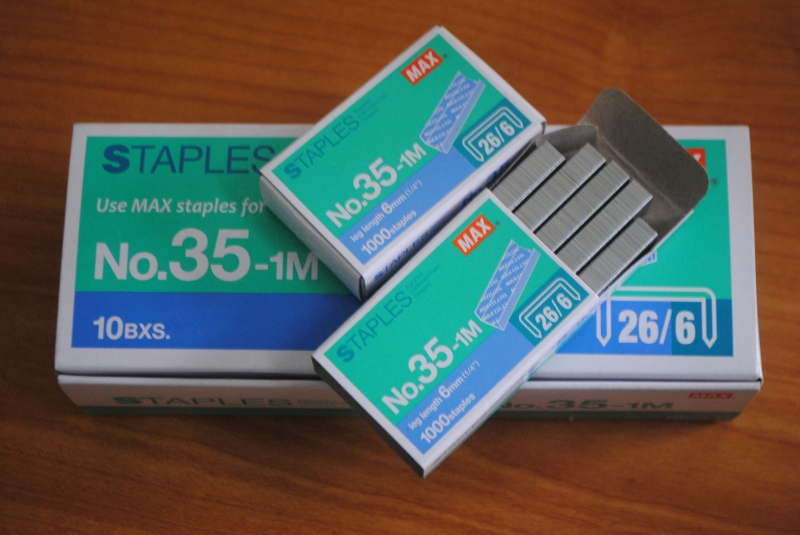 MAX
STAPLES
No.35-1M
leg length 6mm (1/4")
1000staples
26/6
STAPLES
Use MAX staples for
No.35-1M
10BXS.
MAX
STAPLES
No.35-1M
leg length 6mm (1/4")
1000staples
26/6
26/6
STAPLES
No.35-1M
MAX